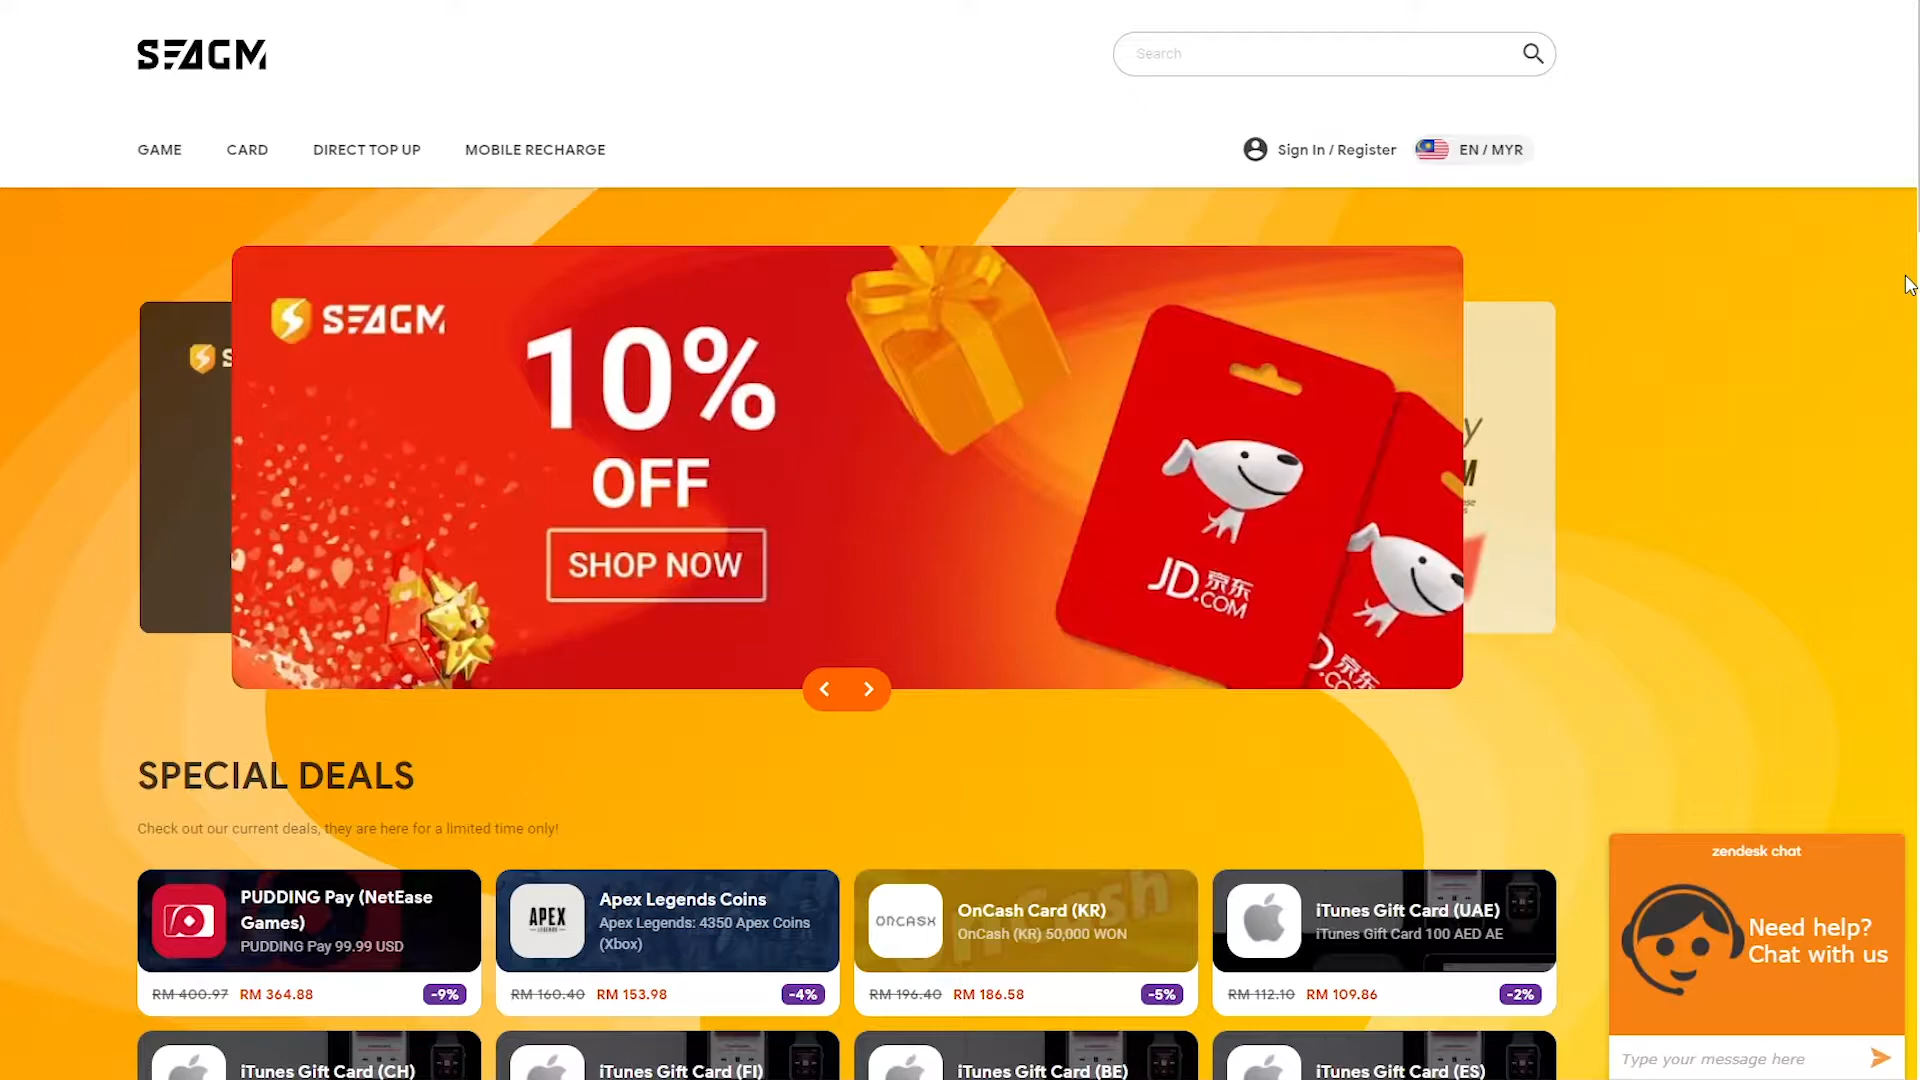 SEAGM
Search
GAME
CARD
DIRECT TOP UP
MOBILE RECHARGE
Sign In / Register
EN / MYR
SEAGM
10%
OFF
SHOP NOW
JD.COM
京东
京东
SPECIAL DEALS
Check out our current deals, they are here for a limited time only!
PUDDING Pay (NetEase
Games)
PUDDING Pay 99.99 USD
RM 400.97 RM 364.88 -9%
APEX
LEGENDS
Apex Legends Coins
Apex Legends: 4350 Apex Coins
(Xbox)
RM 160.40 RM 153.98 -4%
ONCASH
OnCash Card (KR)
OnCash (KR) 50,000 WON
RM 196.40 RM 186.58 -5%
iTunes Gift Card (UAE)
iTunes Gift Card 100 AED AE
RM 112.10 RM 109.86 -2%
iTunes Gift Card (CH)
iTunes Gift Card (FI)
iTunes Gift Card (BE)
iTunes Gift Card (ES)
zendesk chat
Need help?
Chat with us
Type your message here